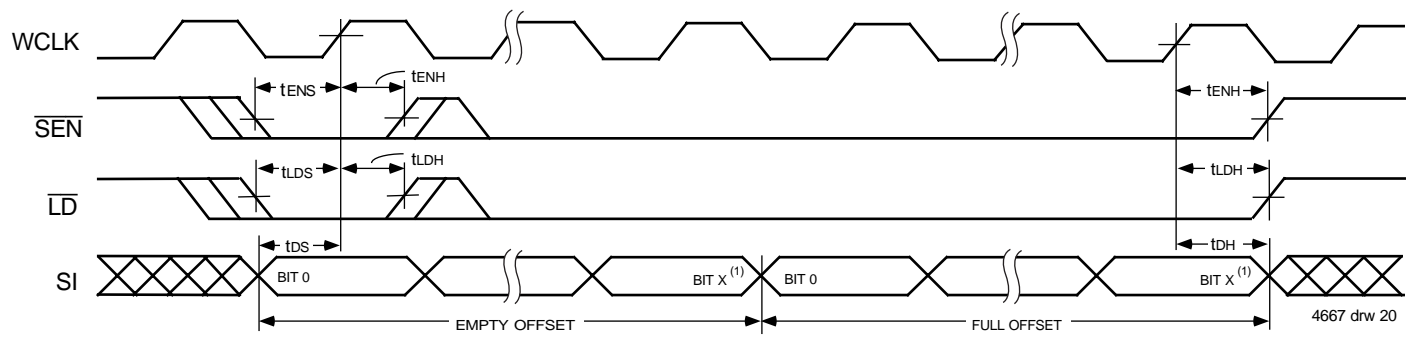 WCLK
tENS
tENH
tENH
SEN
tLDS
tLDH
tLDH
LD
tDS
tDH
SI
BIT 0
BIT X (1)
BIT 0
BIT X (1)
EMPTY OFFSET
FULL OFFSET
4667 drw 20